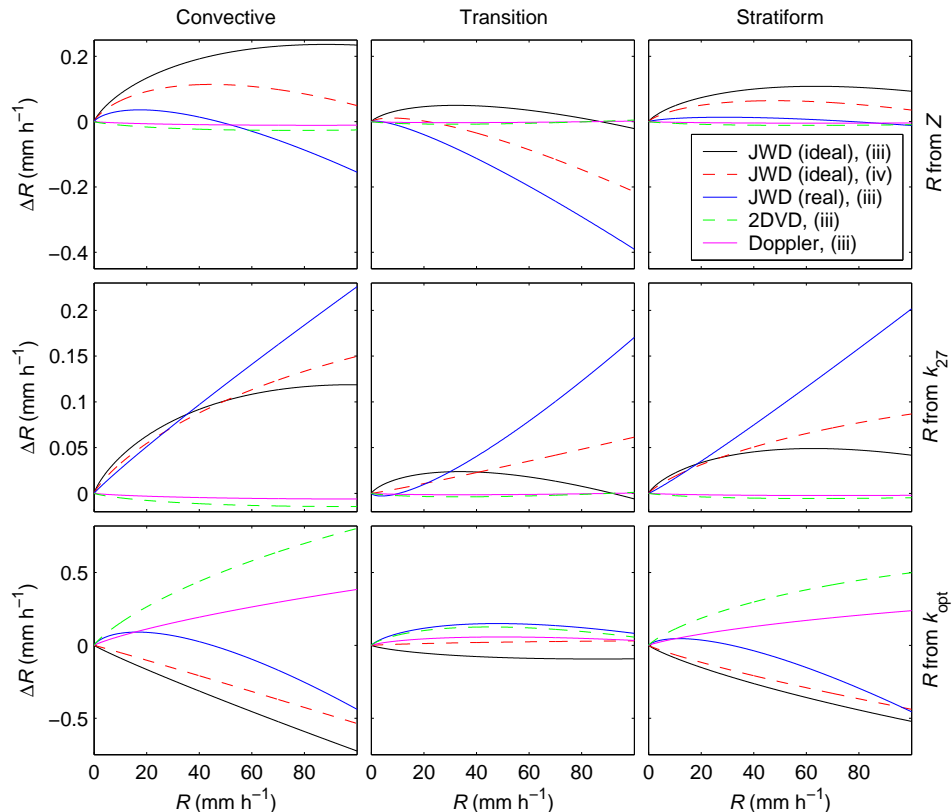 Convective Transition Stratiform
0.2
0
−0.2
−0.4
ΔR (mm h⁻¹)
R from Z
JWD (ideal), (iii)
JWD (ideal), (iv)
JWD (real), (iii)
2DVD, (iii)
Doppler, (iii)
0.2
0.15
0.1
0.05
0
ΔR (mm h⁻¹)
R from k₂₇
0.5
0
−0.5
ΔR (mm h⁻¹)
R from kopt
0 20 40 60 80 0 20 40 60 80 0 20 40 60 80
R (mm h⁻¹) R (mm h⁻¹) R (mm h⁻¹)